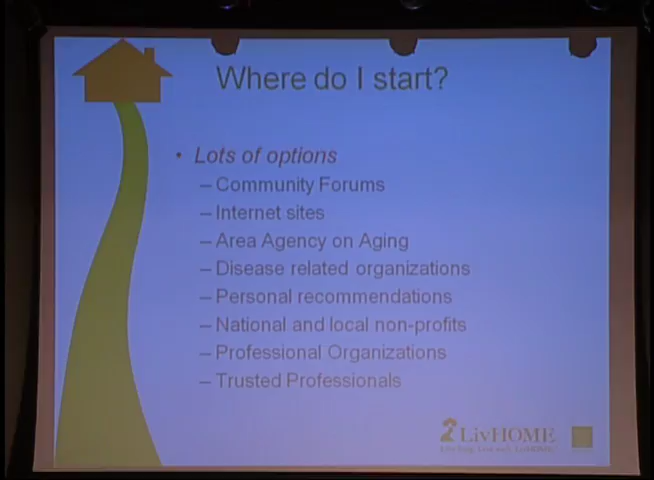 Where do I start?
• Lots of options
– Community Forums
– Internet sites
– Area Agency on Aging
– Disease related organizations
– Personal recommendations
– National and local non-profits
– Professional Organizations
– Trusted Professionals
LivHOME